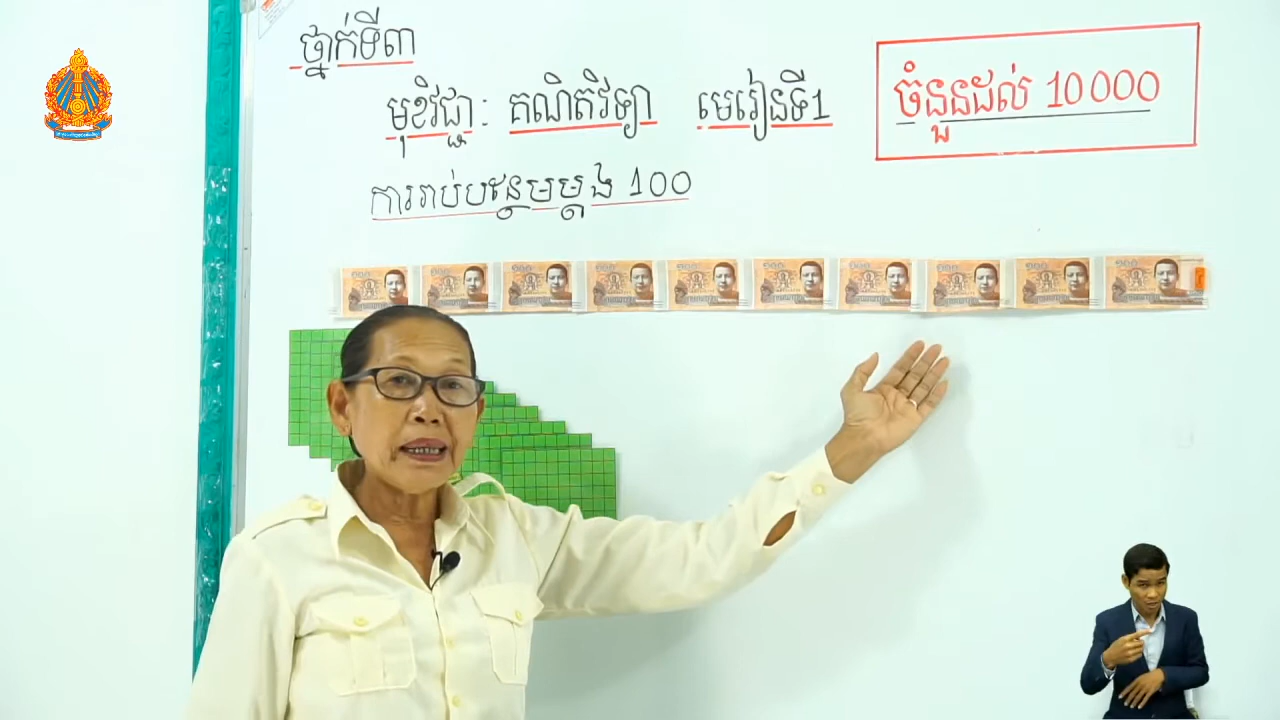 ថ្នាក់ទី៣
មុខវិជ្ជា : គណិតវិទ្យា មេរៀនទី1
ចំនួនដល់ 10000
ការរាប់បន្ថែមម្តង 100